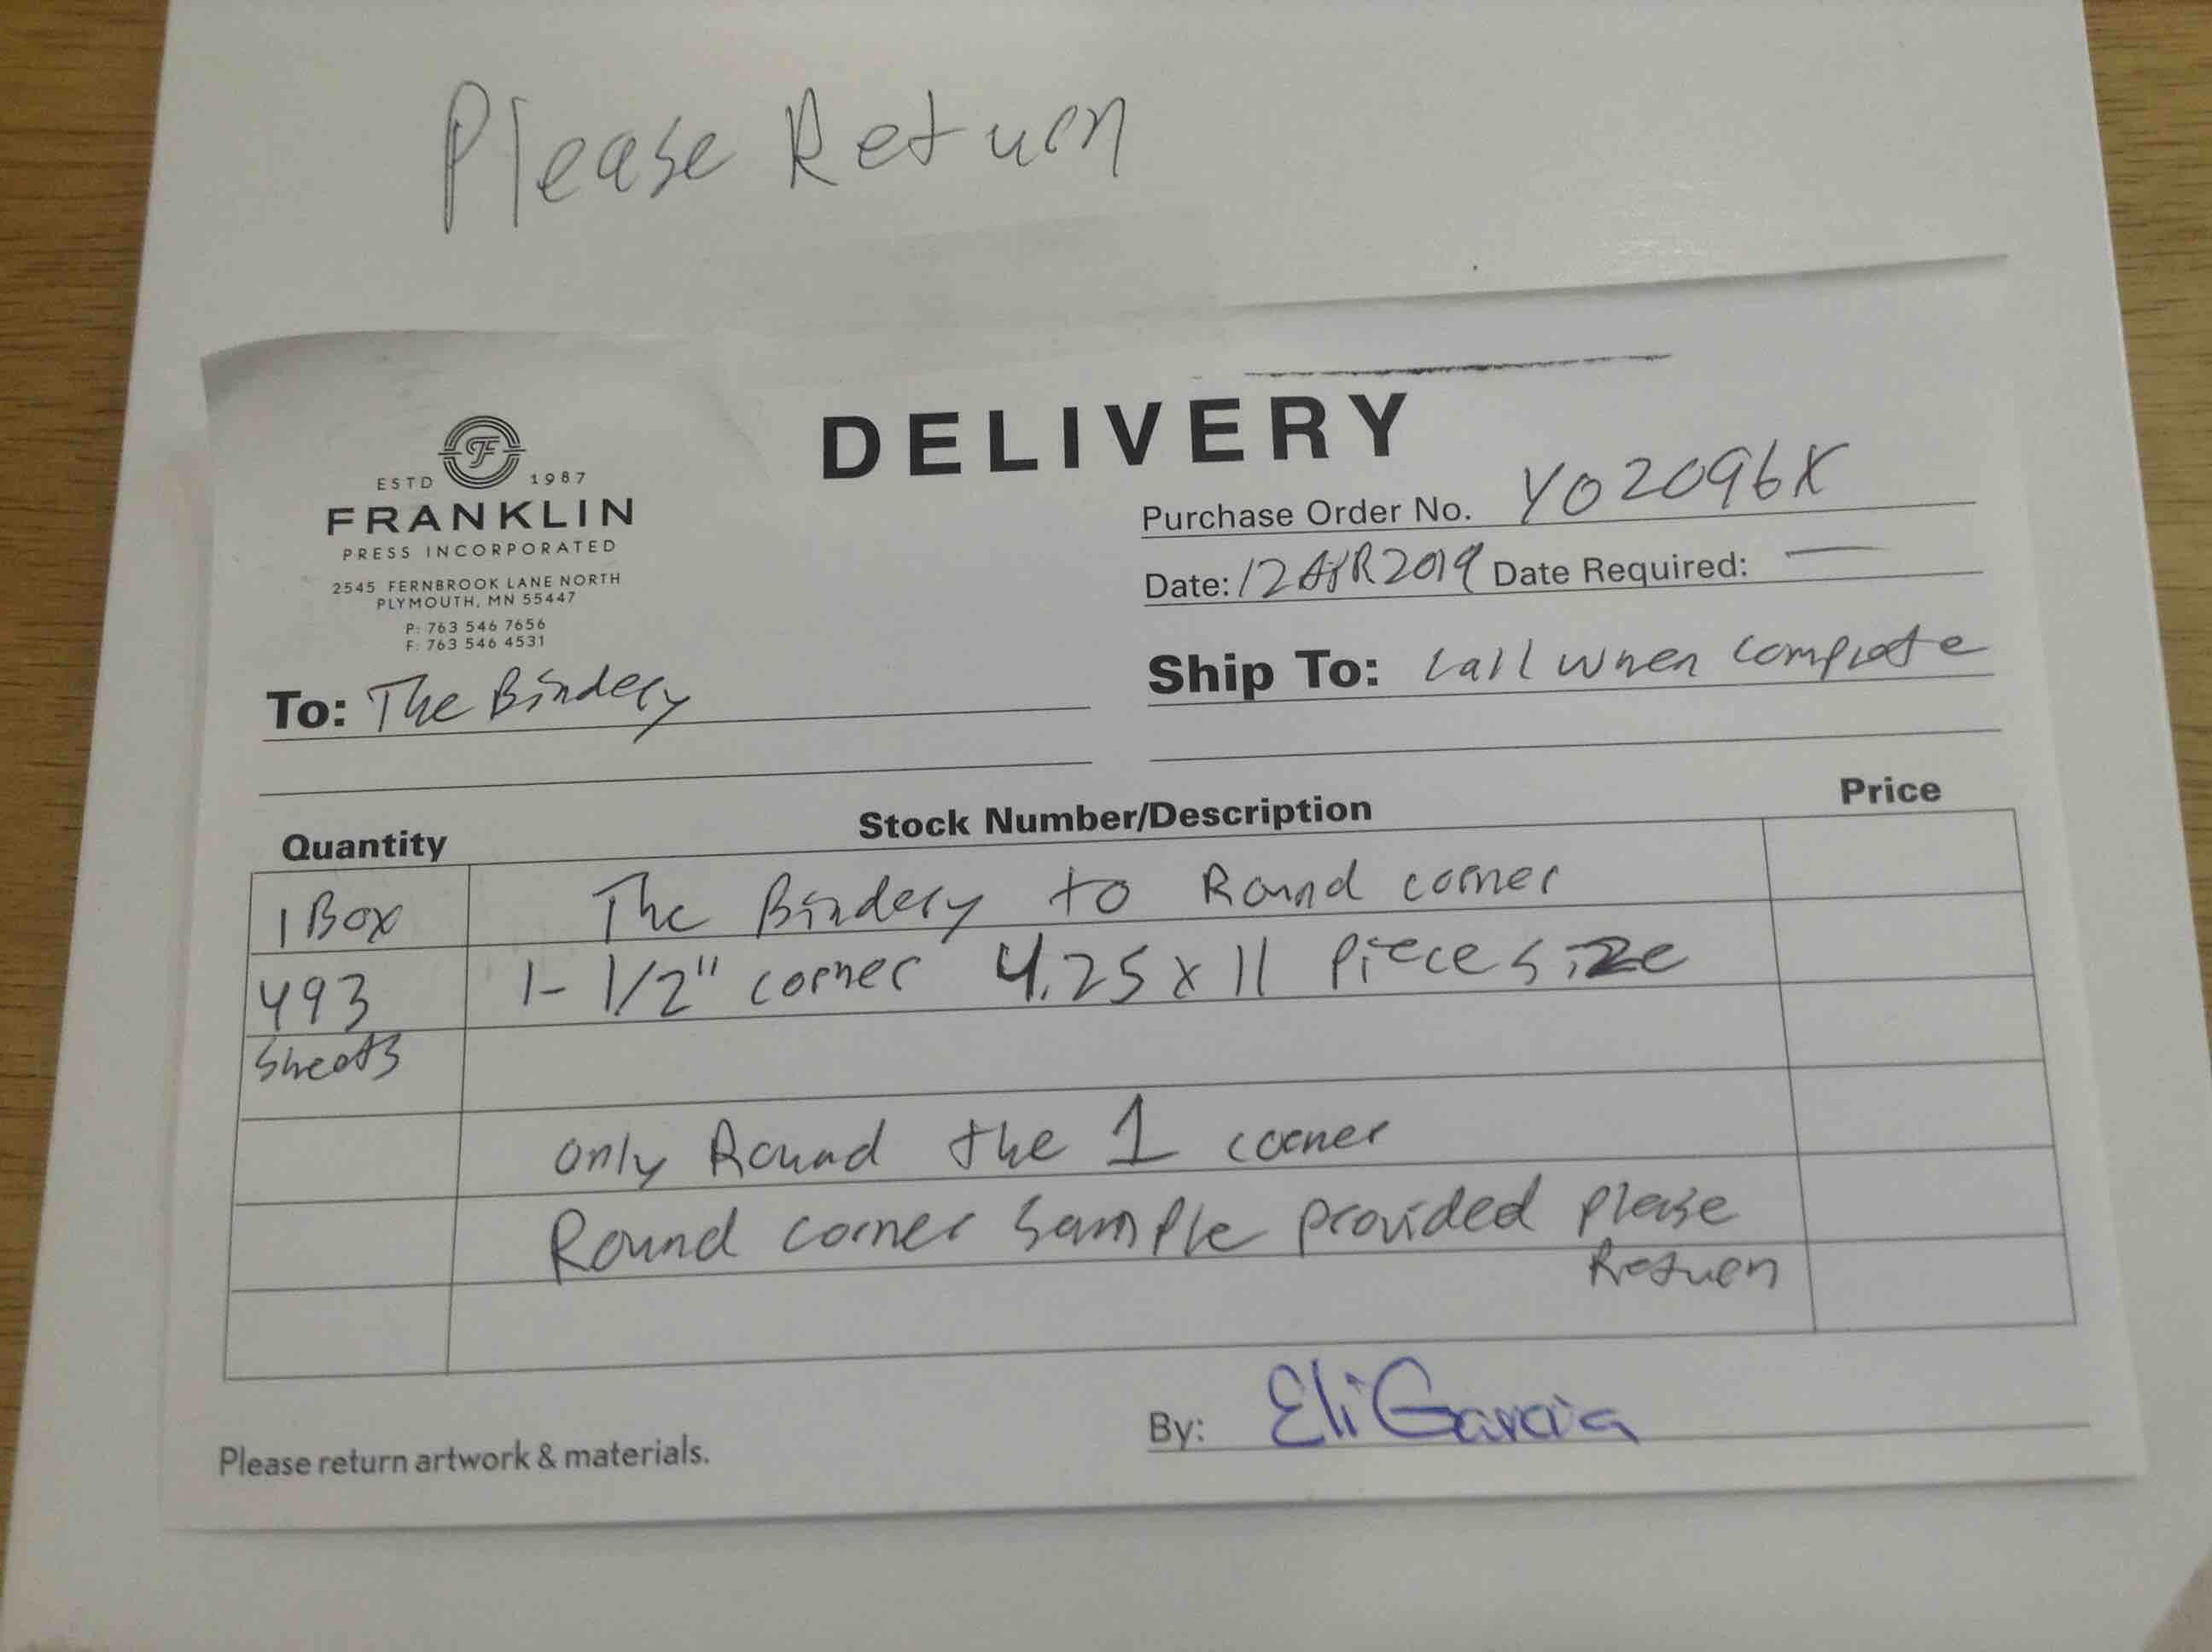 Please Return
DELIVERY
ESTD F 1987
FRANKLIN
PRESS INCORPORATED
2545 FERNBROOK LANE NORTH
PLYMOUTH, MN 55447
P: 763 546 7656
F: 763 546 4531
Purchase Order No. YO2096X
Date: 12APR2019 Date Required: —
To: The Bindery
Ship To: Call when complete
Quantity Stock Number/Description Price
1 Box The Bindery to Round corner
493 1- 1/2" corner 4.25 x 11 Piece size
Sheets
only Round the 1 corner
Round corner Sample provided please
Return
By: Eli Garcia
Please return artwork & materials.